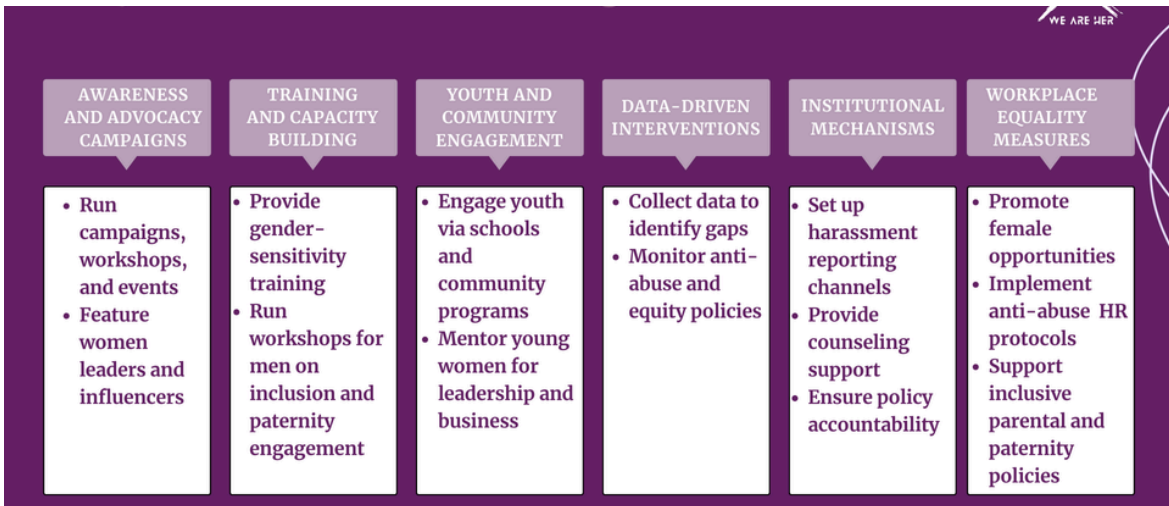 WE ARE HER
AWARENESS
AND ADVOCACY
CAMPAIGNS
• Run
campaigns,
workshops,
and events
• Feature
women
leaders and
influencers
TRAINING
AND CAPACITY
BUILDING
• Provide
gender-
sensitivity
training
• Run
workshops for
men on
inclusion and
paternity
engagement
YOUTH AND
COMMUNITY
ENGAGEMENT
• Engage youth
via schools
and
community
programs
• Mentor young
women for
leadership and
business
DATA-DRIVEN
INTERVENTIONS
• Collect data to
identify gaps
• Monitor anti-
abuse and
equity policies
INSTITUTIONAL
MECHANISMS
• Set up
harassment
reporting
channels
• Provide
counseling
support
• Ensure policy
accountability
WORKPLACE
EQUALITY
MEASURES
• Promote
female
opportunities
• Implement
anti-abuse HR
protocols
• Support
inclusive
parental and
paternity
policies